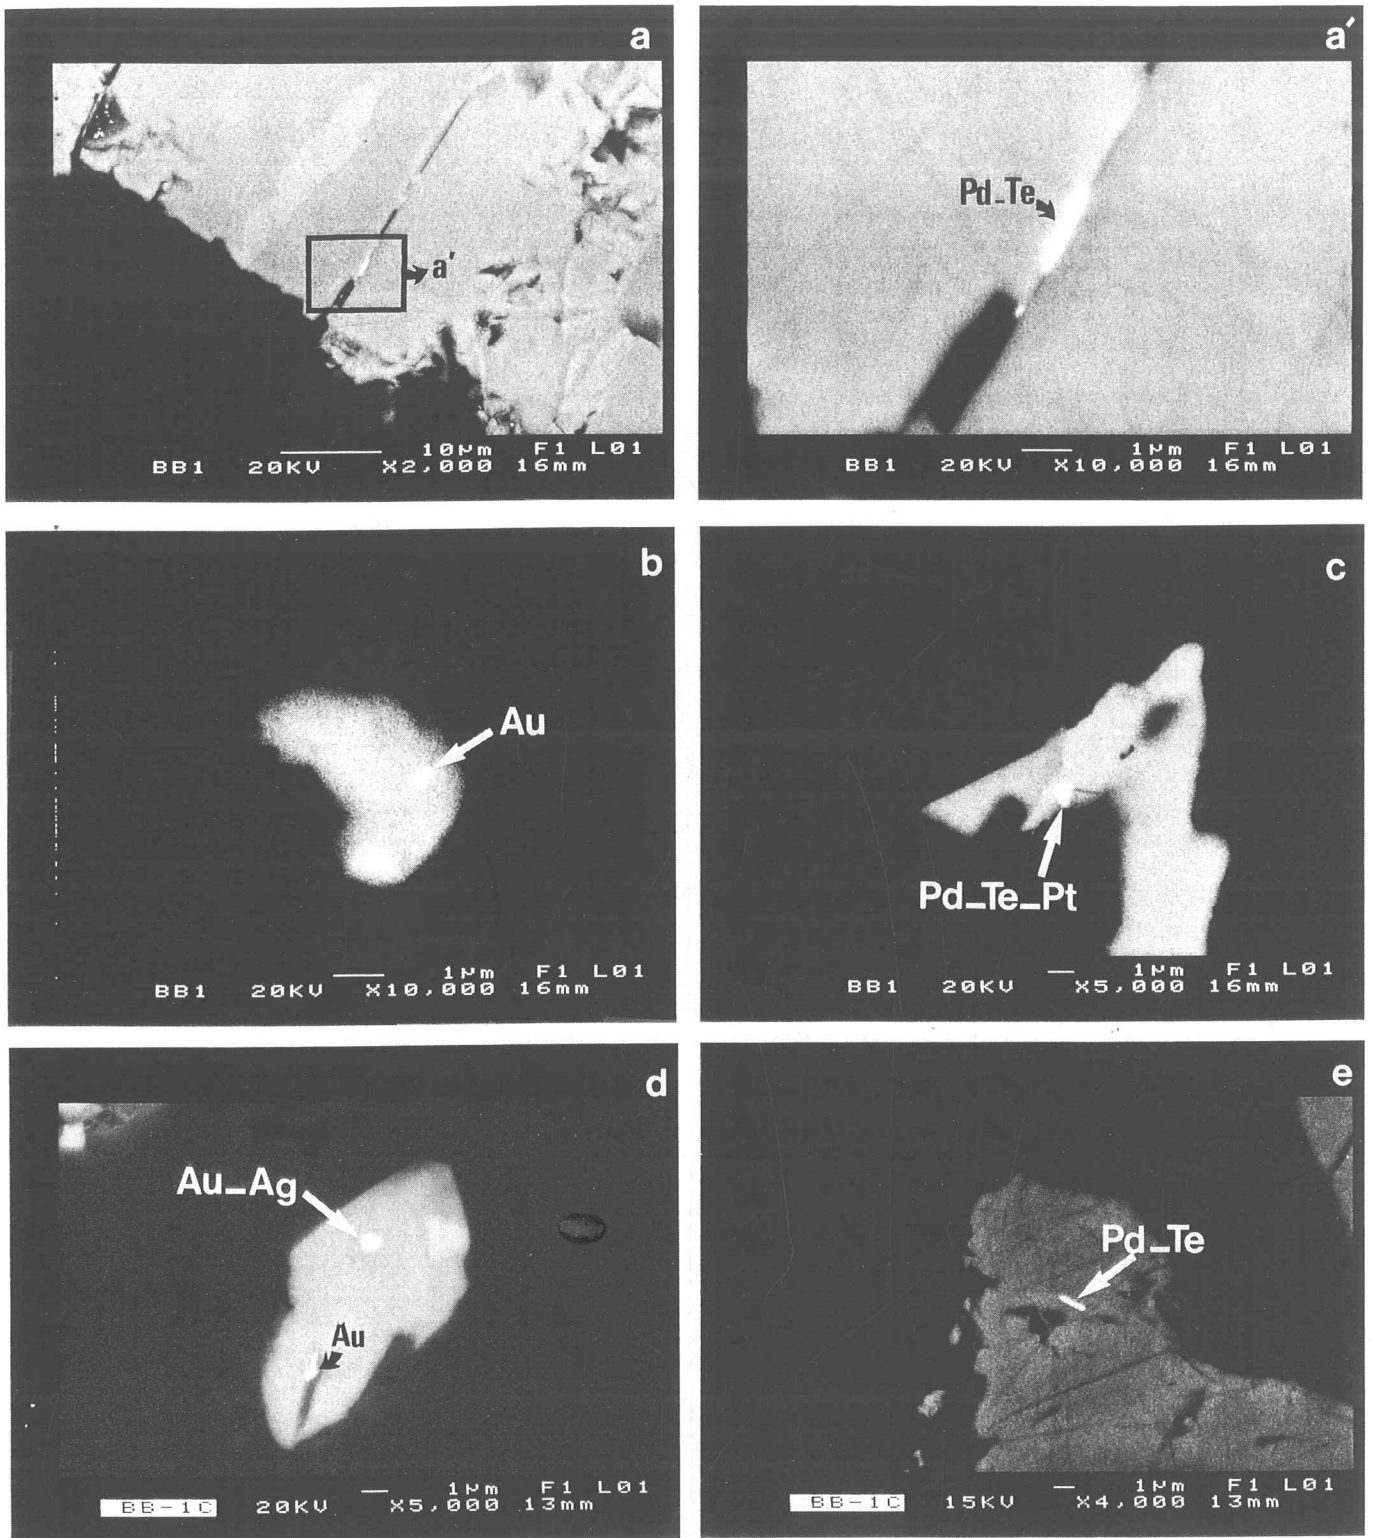 a
a'
10μm F1 L01
BB1 20KV X2,000 16mm
a'
Pd_Te
1μm F1 L01
BB1 20KV X10,000 16mm
b
Au
1μm F1 L01
BB1 20KV X10,000 16mm
c
Pd_Te_Pt
1μm F1 L01
BB1 20KV X5,000 16mm
d
Au_Ag
Au
1μm F1 L01
BB-1C 20KV X5,000 13mm
e
Pd_Te
1μm F1 L01
BB-1C 15KV X4,000 13mm